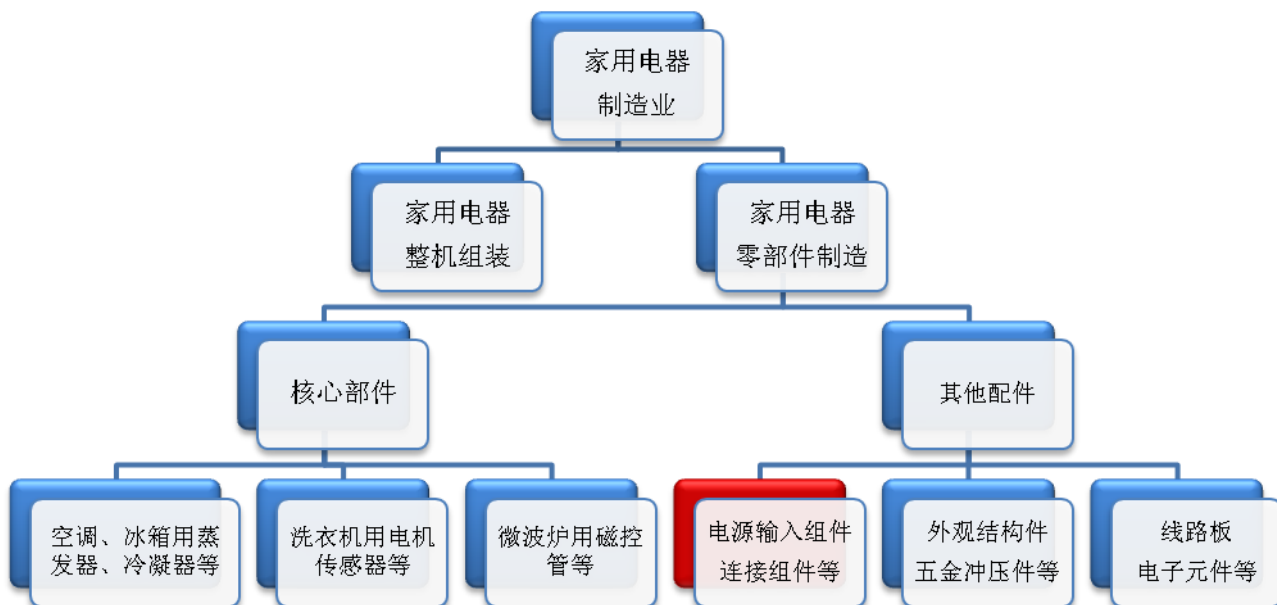 家用电器
制造业
家用电器
整机组装
家用电器
零部件制造
核心部件
其他配件
空调、冰箱用蒸
发器、冷凝器等
洗衣机用电机
传感器等
微波炉用磁控
管等
电源输入组件
连接组件等
外观结构件
五金冲压件等
线路板
电子元件等